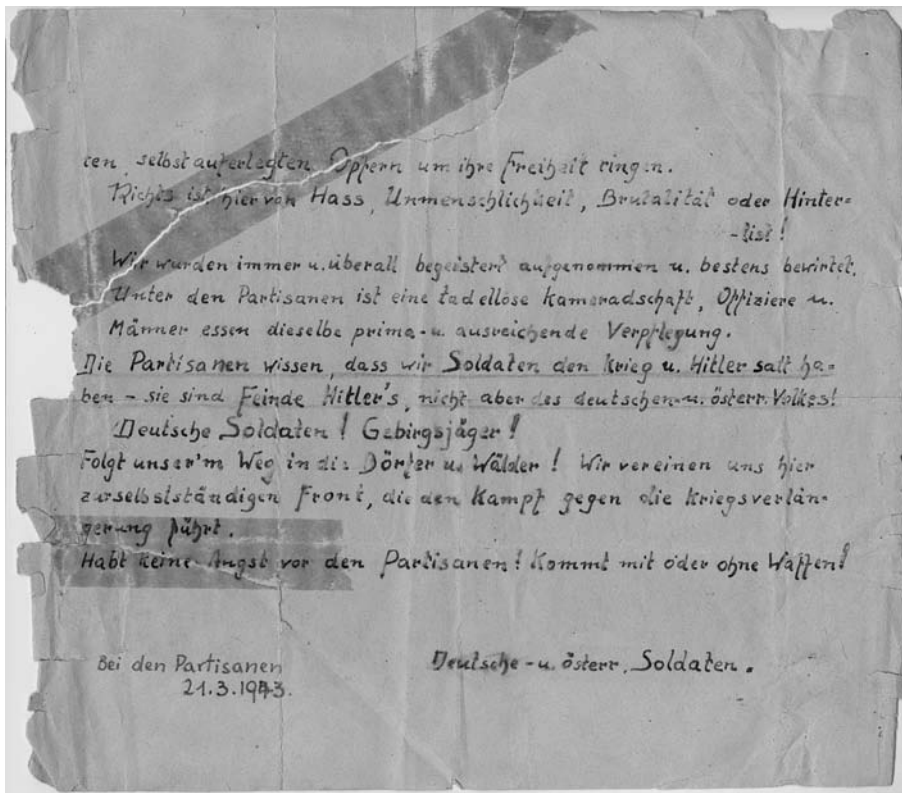 ten, selbstauferlegten Opfern um ihre Freiheit ringen.
Nichts ist hier von Hass, Unmenschlichkeit, Brutalität oder Hinter=
-list!
Wir wurden immer u. überall begeistert aufgenommen u. bestens bewirtet.
Unter den Partisanen ist eine tadellose Kameradschaft, Offiziere u.
Männer essen dieselbe prima- u. ausreichende Verpflegung.
Die Partisanen wissen, dass wir Soldaten den Krieg u. Hitler satt ha=
ben - sie sind Feinde Hitler's, nicht aber des deutschen- u. österr. Volkes!
Deutsche Soldaten! Gebirgsjäger!
Folgt unser'm Weg in die Dörfer u. Wälder! Wir vereinen uns hier
zur selbstständigen Front, die den Kampf gegen die Kriegsverlän=
gerung führt.
Habt keine Angst vor den Partisanen! Kommt mit oder ohne Waffen!
Bei den Partisanen
21.3.1943.
Deutsche - u. österr. Soldaten.